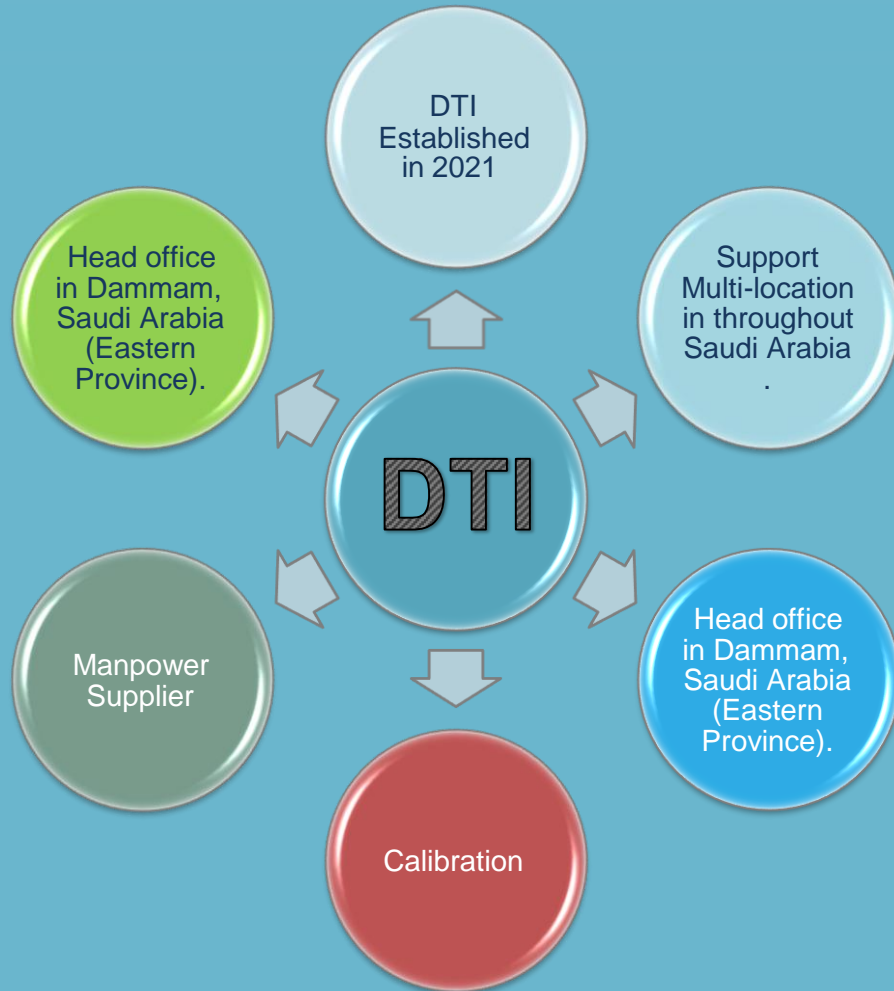 DTI
Established
in 2021
Head office
in Dammam,
Saudi Arabia
(Eastern
Province).
Support
Multi-location
in throughout
Saudi Arabia
.
DTI
Manpower
Supplier
Head office
in Dammam,
Saudi Arabia
(Eastern
Province).
Calibration